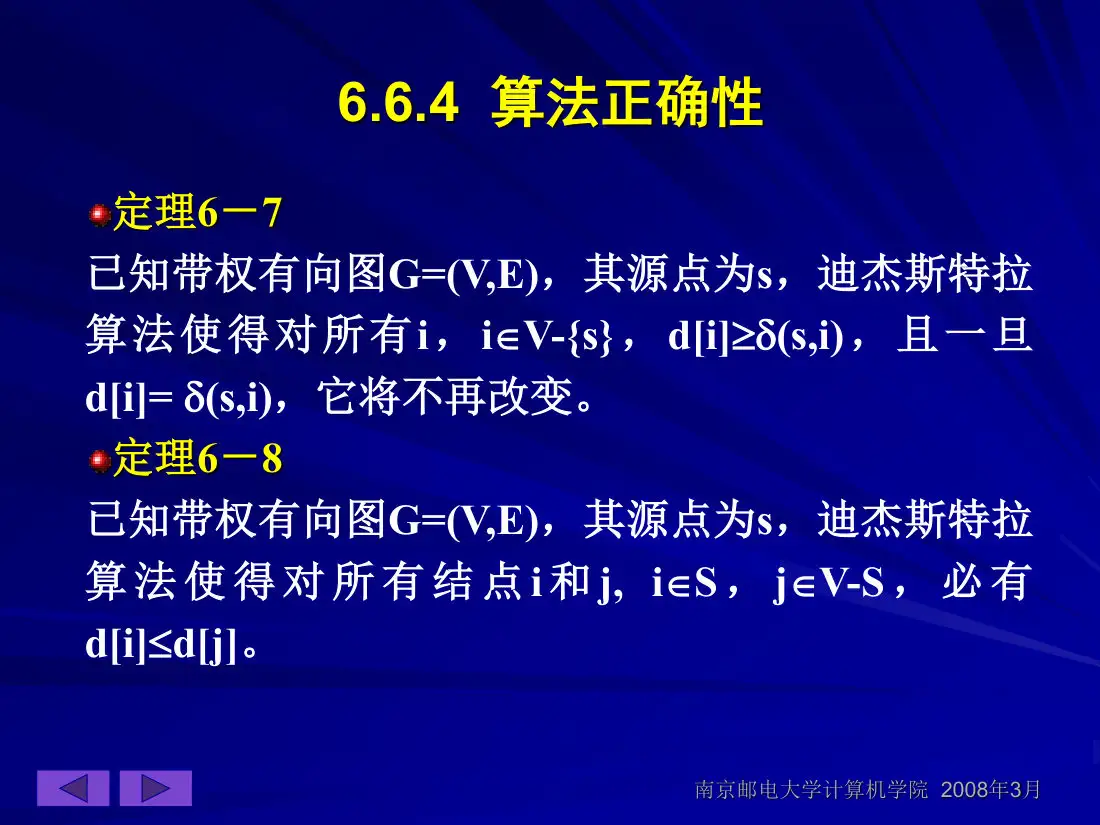 6.6.4 算法正确性
定理6－7
已知带权有向图G=(V,E)，其源点为s，迪杰斯特拉
算法使得对所有i，i∈V-{s}，d[i]≥δ(s,i)，且一旦
d[i]= δ(s,i)，它将不再改变。
定理6－8
已知带权有向图G=(V,E)，其源点为s，迪杰斯特拉
算法使得对所有结点i和j, i∈S，j∈V-S，必有
d[i]≤d[j]。
南京邮电大学计算机学院 2008年3月